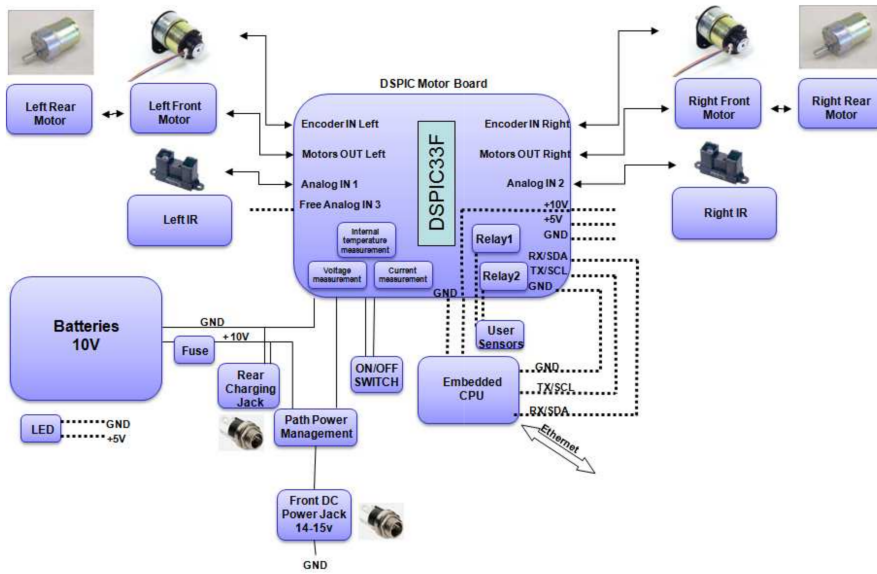 DSPIC Motor Board
Left Rear
Motor
Left Front
Motor
Right Front
Motor
Right Rear
Motor
Encoder IN Left
Encoder IN Right
Motors OUT Left
Motors OUT Right
Analog IN 1
Analog IN 2
Free Analog IN 3
DSPIC33F
Left IR
Right IR
+10V
+5V
GND
Internal
temperature
measurement
Relay1
Voltage
measurement
Current
measurement
Relay2
RX/SDA
TX/SCL
GND
GND
Batteries
10V
GND
+10V
Fuse
User
Sensors
Rear
Charging
Jack
ON/OFF
SWITCH
Embedded
CPU
GND
TX/SCL
RX/SDA
Ethernet
LED
GND
+5V
Path Power
Management
Front DC
Power Jack
14-15v
GND